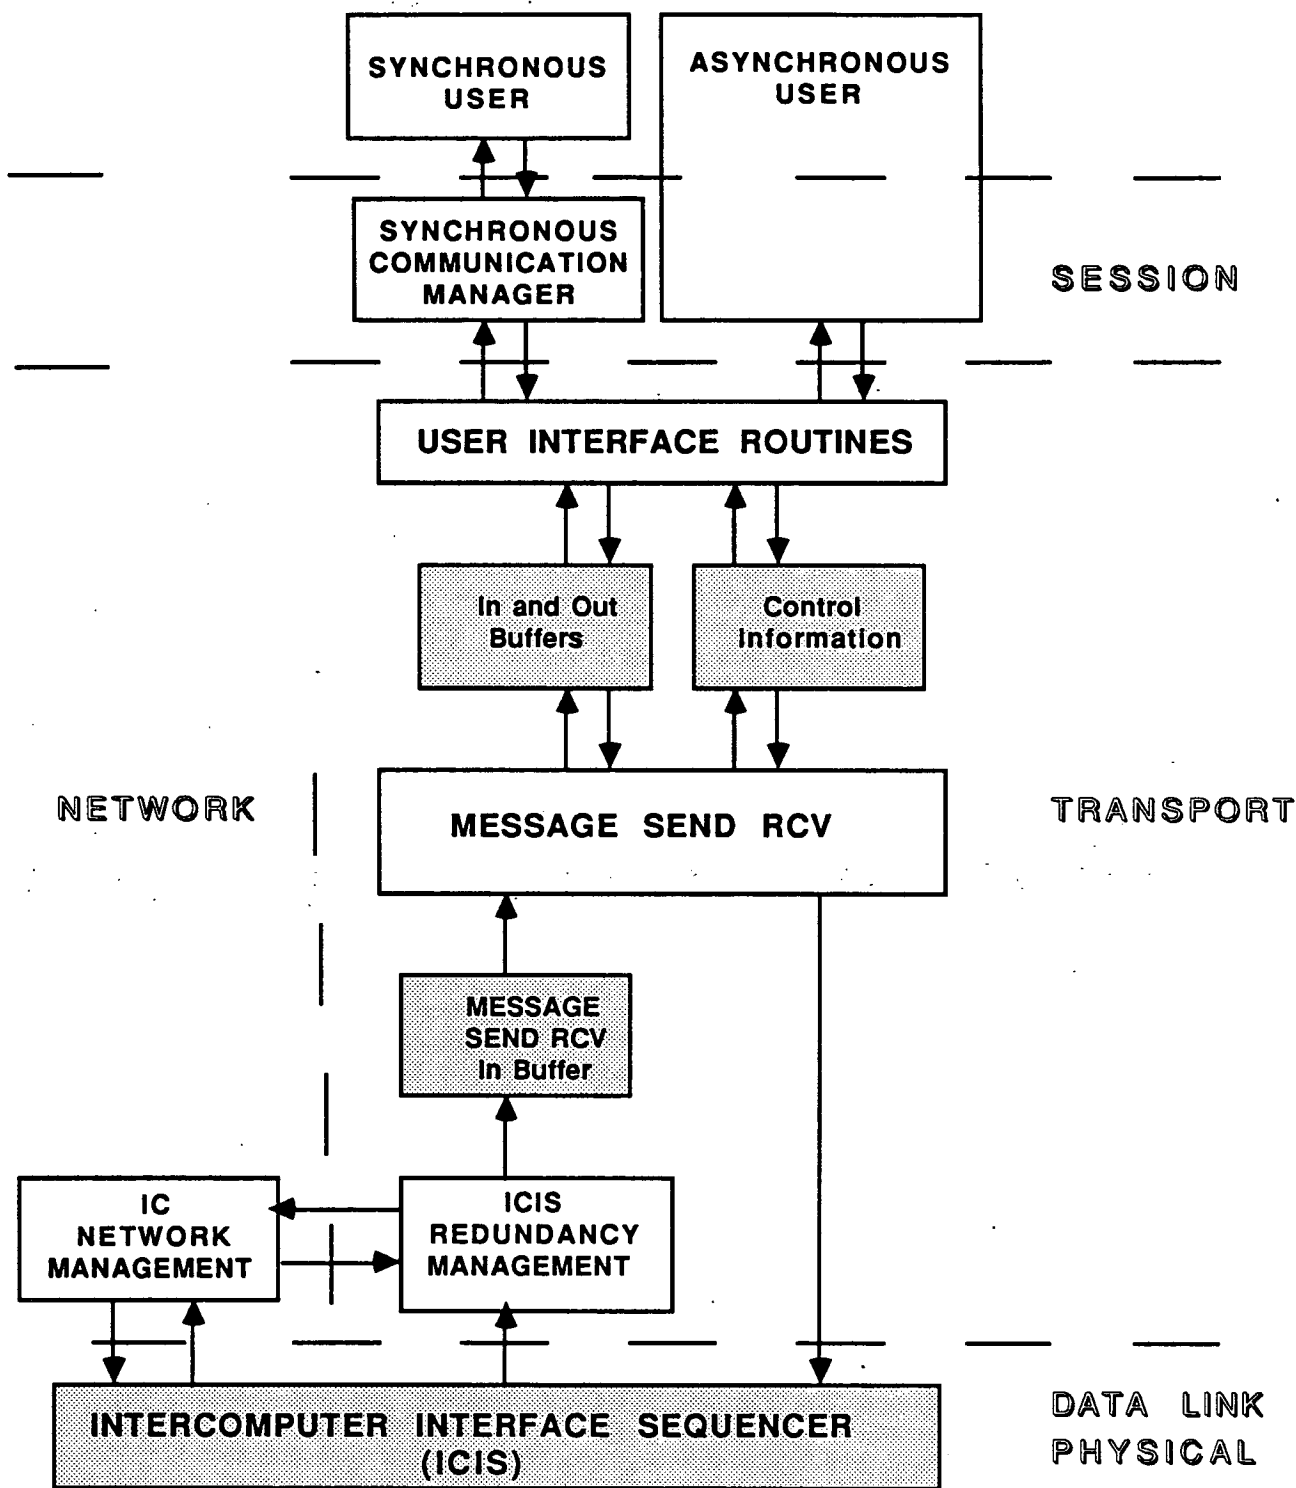 SYNCHRONOUS
USER
ASYNCHRONOUS
USER
SYNCHRONOUS
COMMUNICATION
MANAGER
SESSION
USER INTERFACE ROUTINES
In and Out
Buffers
Control
Information
NETWORK
MESSAGE SEND RCV
TRANSPORT
MESSAGE
SEND RCV
In Buffer
IC
NETWORK
MANAGEMENT
ICIS
REDUNDANCY
MANAGEMENT
INTERCOMPUTER INTERFACE SEQUENCER
(ICIS)
DATA LINK
PHYSICAL